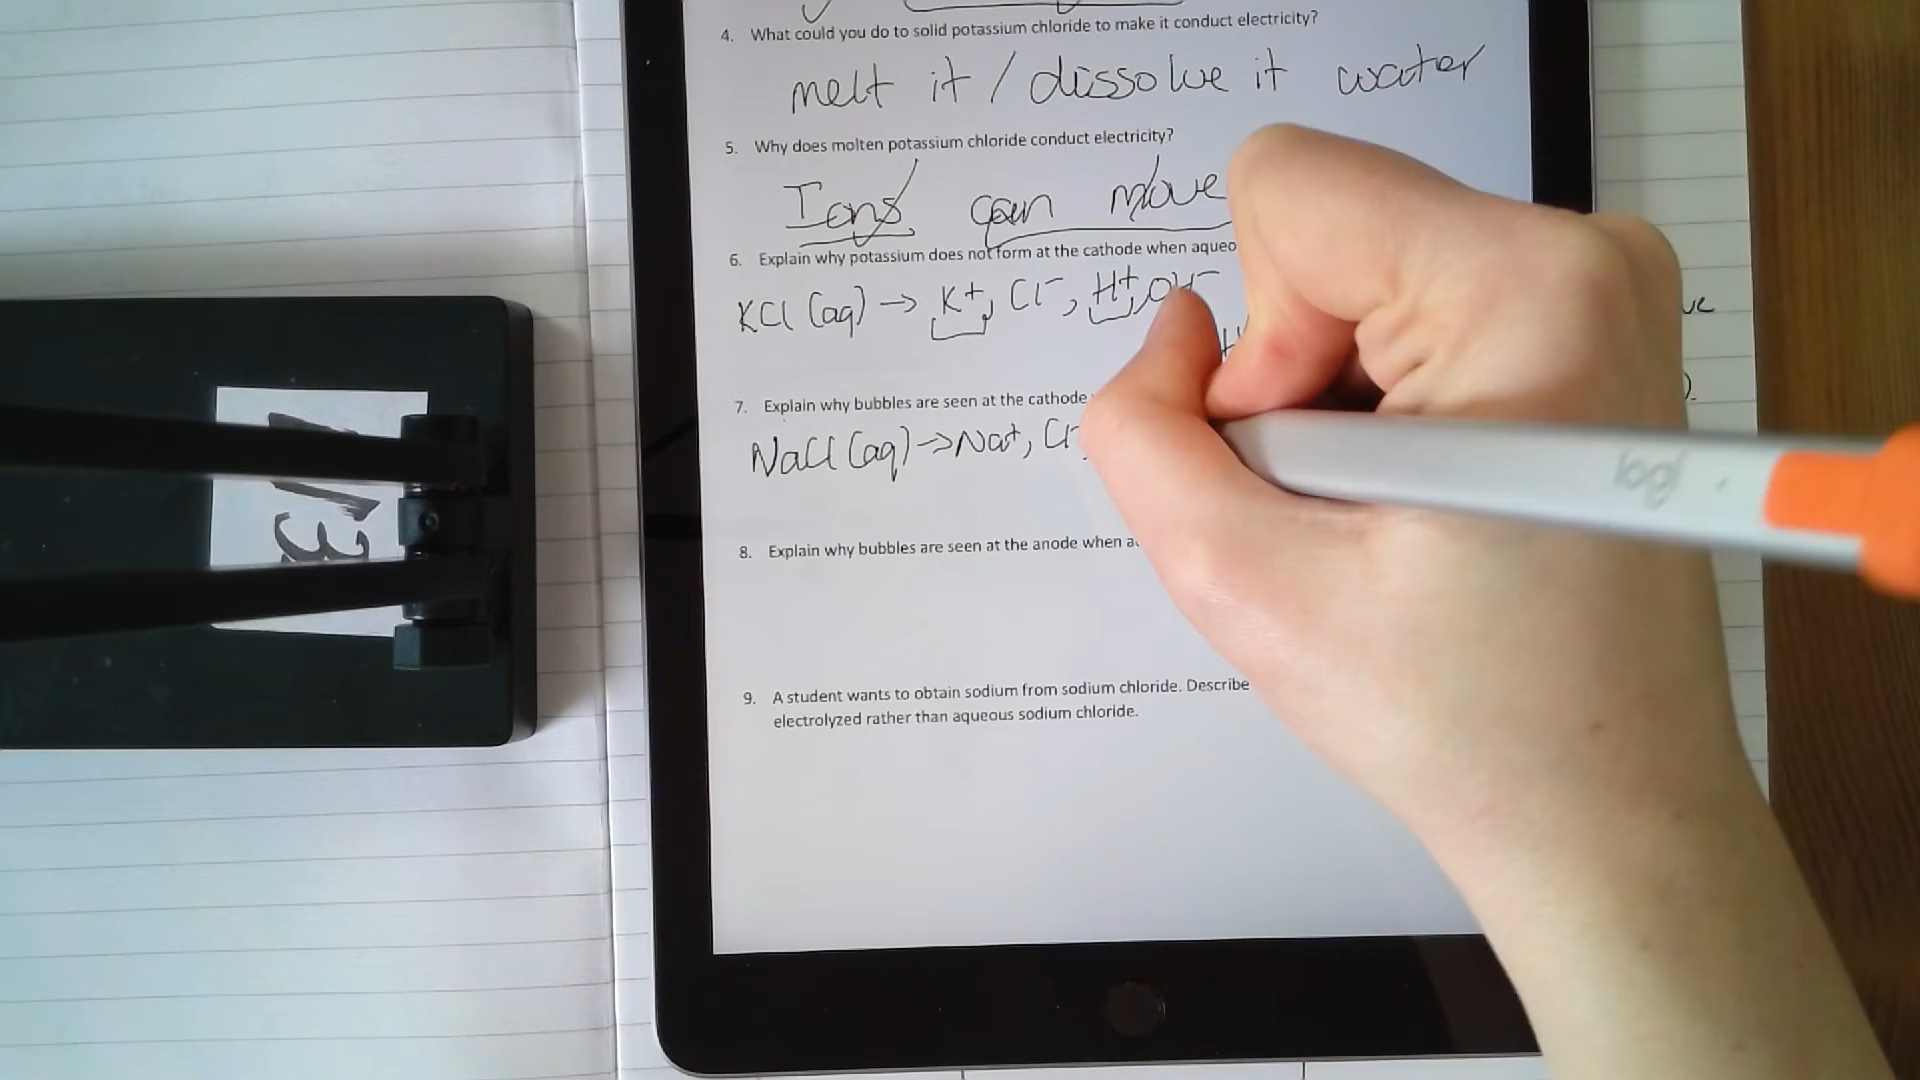 4. What could you do to solid potassium chloride to make it conduct electricity?
melt it / dissolve it water
5. Why does molten potassium chloride conduct electricity?
Ions can move
6. Explain why potassium does not form at the cathode when aqueo
KCl (aq) → K+, Cl-, H+, OH-
7. Explain why bubbles are seen at the cathode
NaCl (aq) → Na+, Cl-
8. Explain why bubbles are seen at the anode when
9. A student wants to obtain sodium from sodium chloride. Describe
electrolyzed rather than aqueous sodium chloride.
logi
13